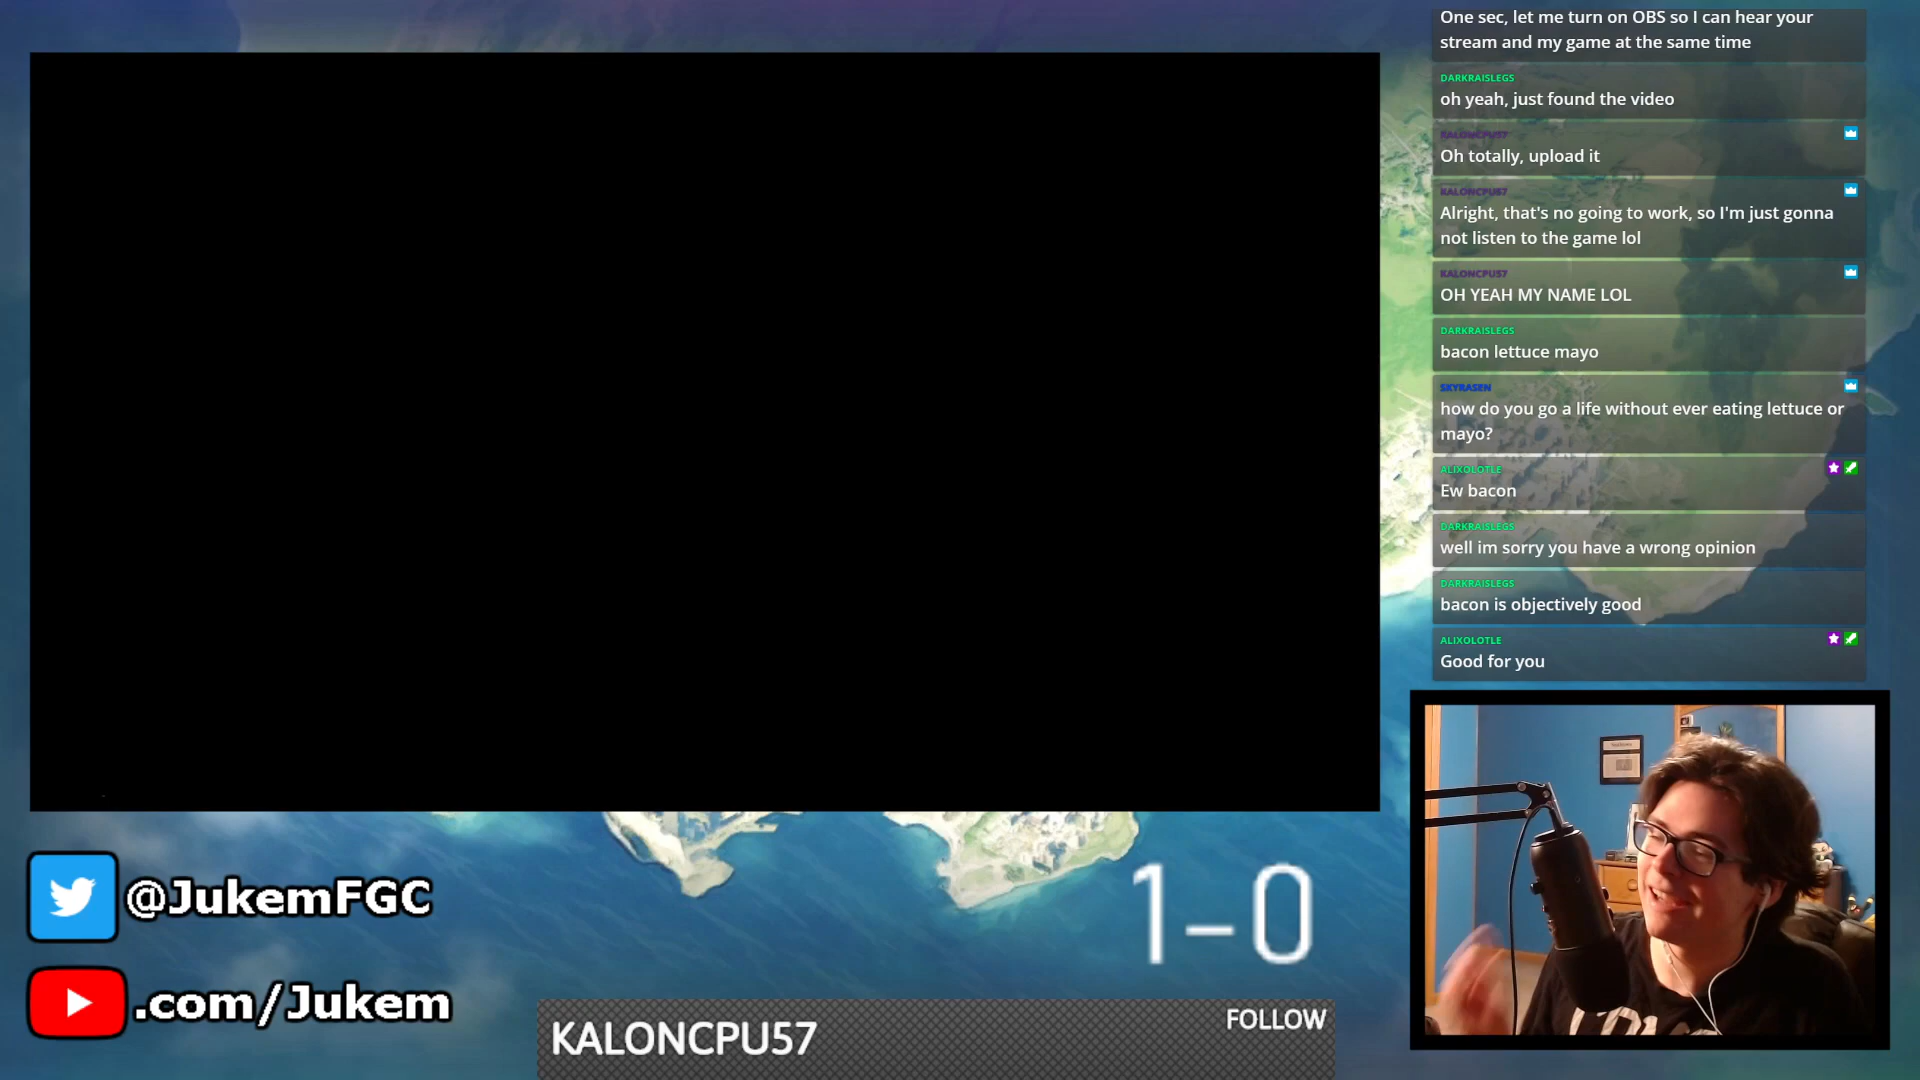 One sec, let me turn on OBS so I can hear your
stream and my game at the same time
DARKRAISLEGS
oh yeah, just found the video
KALONCPU57
Oh totally, upload it
KALONCPU57
Alright, that's no going to work, so I'm just gonna
not listen to the game lol
KALONCPU57
OH YEAH MY NAME LOL
DARKRAISLEGS
bacon lettuce mayo
SKYRASEN
how do you go a life without ever eating lettuce or
mayo?
ALIXOLOTLE
Ew bacon
DARKRAISLEGS
well im sorry you have a wrong opinion
DARKRAISLEGS
bacon is objectively good
ALIXOLOTLE
Good for you
@JukemFGC
.com/Jukem
1-0
KALONCPU57
FOLLOW